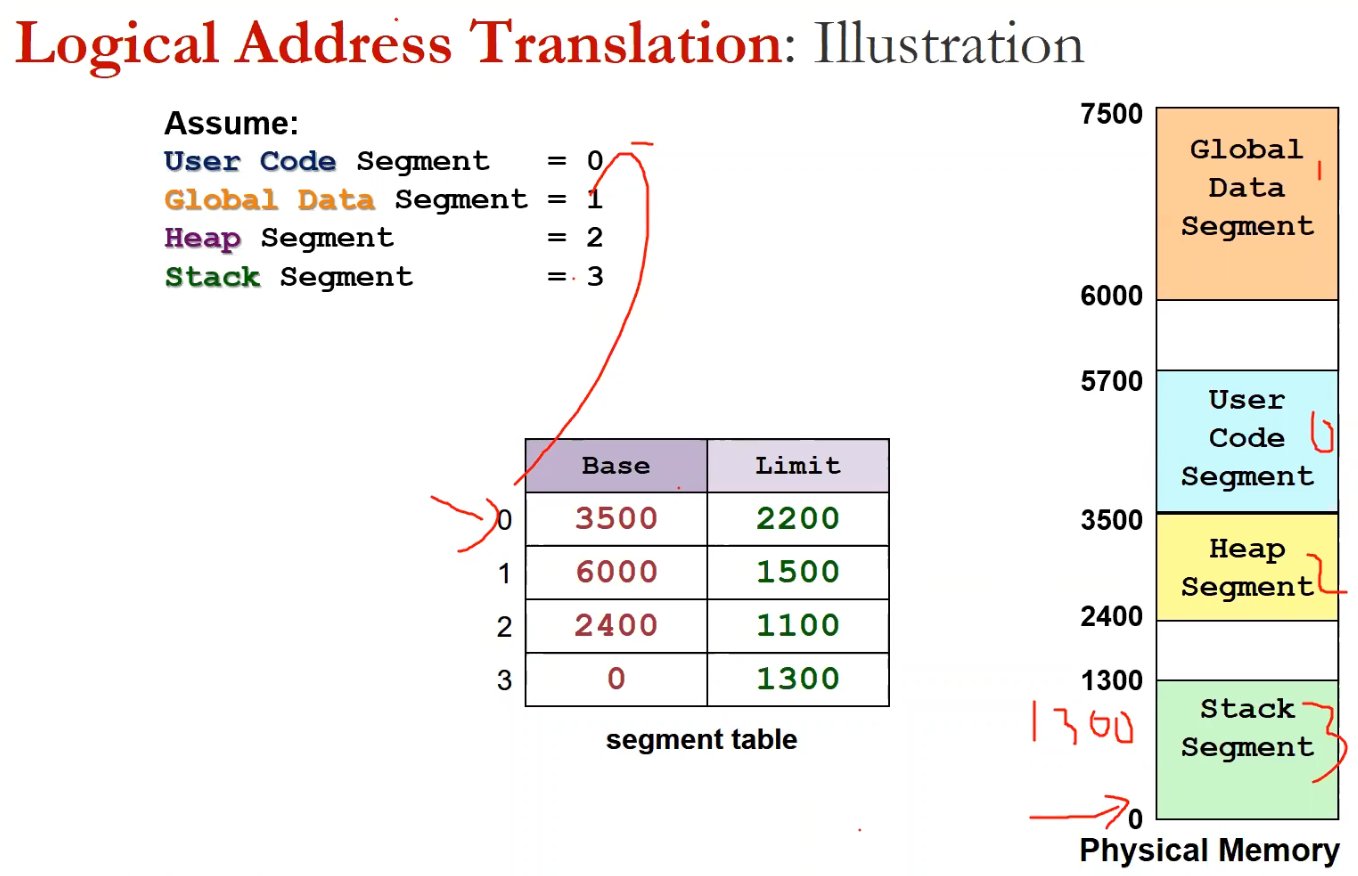 Logical Address Translation: Illustration
Assume:
User Code Segment = 0
Global Data Segment = 1
Heap Segment = 2
Stack Segment = 3
Base Limit
0 3500 2200
1 6000 1500
2 2400 1100
3 0 1300
segment table
7500
Global 1
Data
Segment
6000
5700
User
Code 0
Segment
3500
Heap
Segment 2
2400
1300
1300
Stack 3
Segment
0
Physical Memory